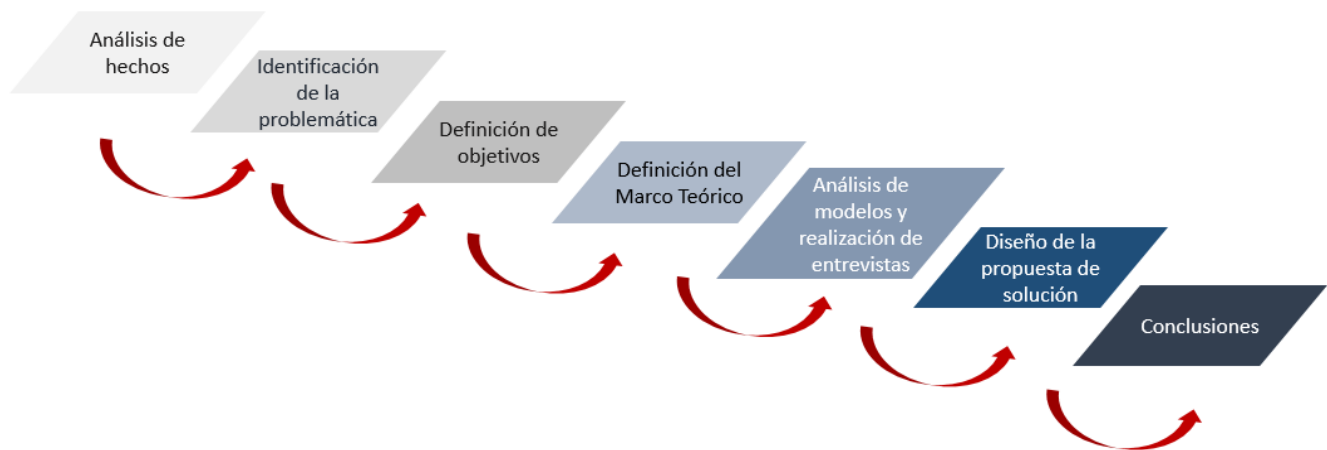 Análisis de
hechos
Identificación
de la
problemática
Definición de
objetivos
Definición del
Marco Teórico
Análisis de
modelos y
realización de
entrevistas
Diseño de la
propuesta de
solución
Conclusiones